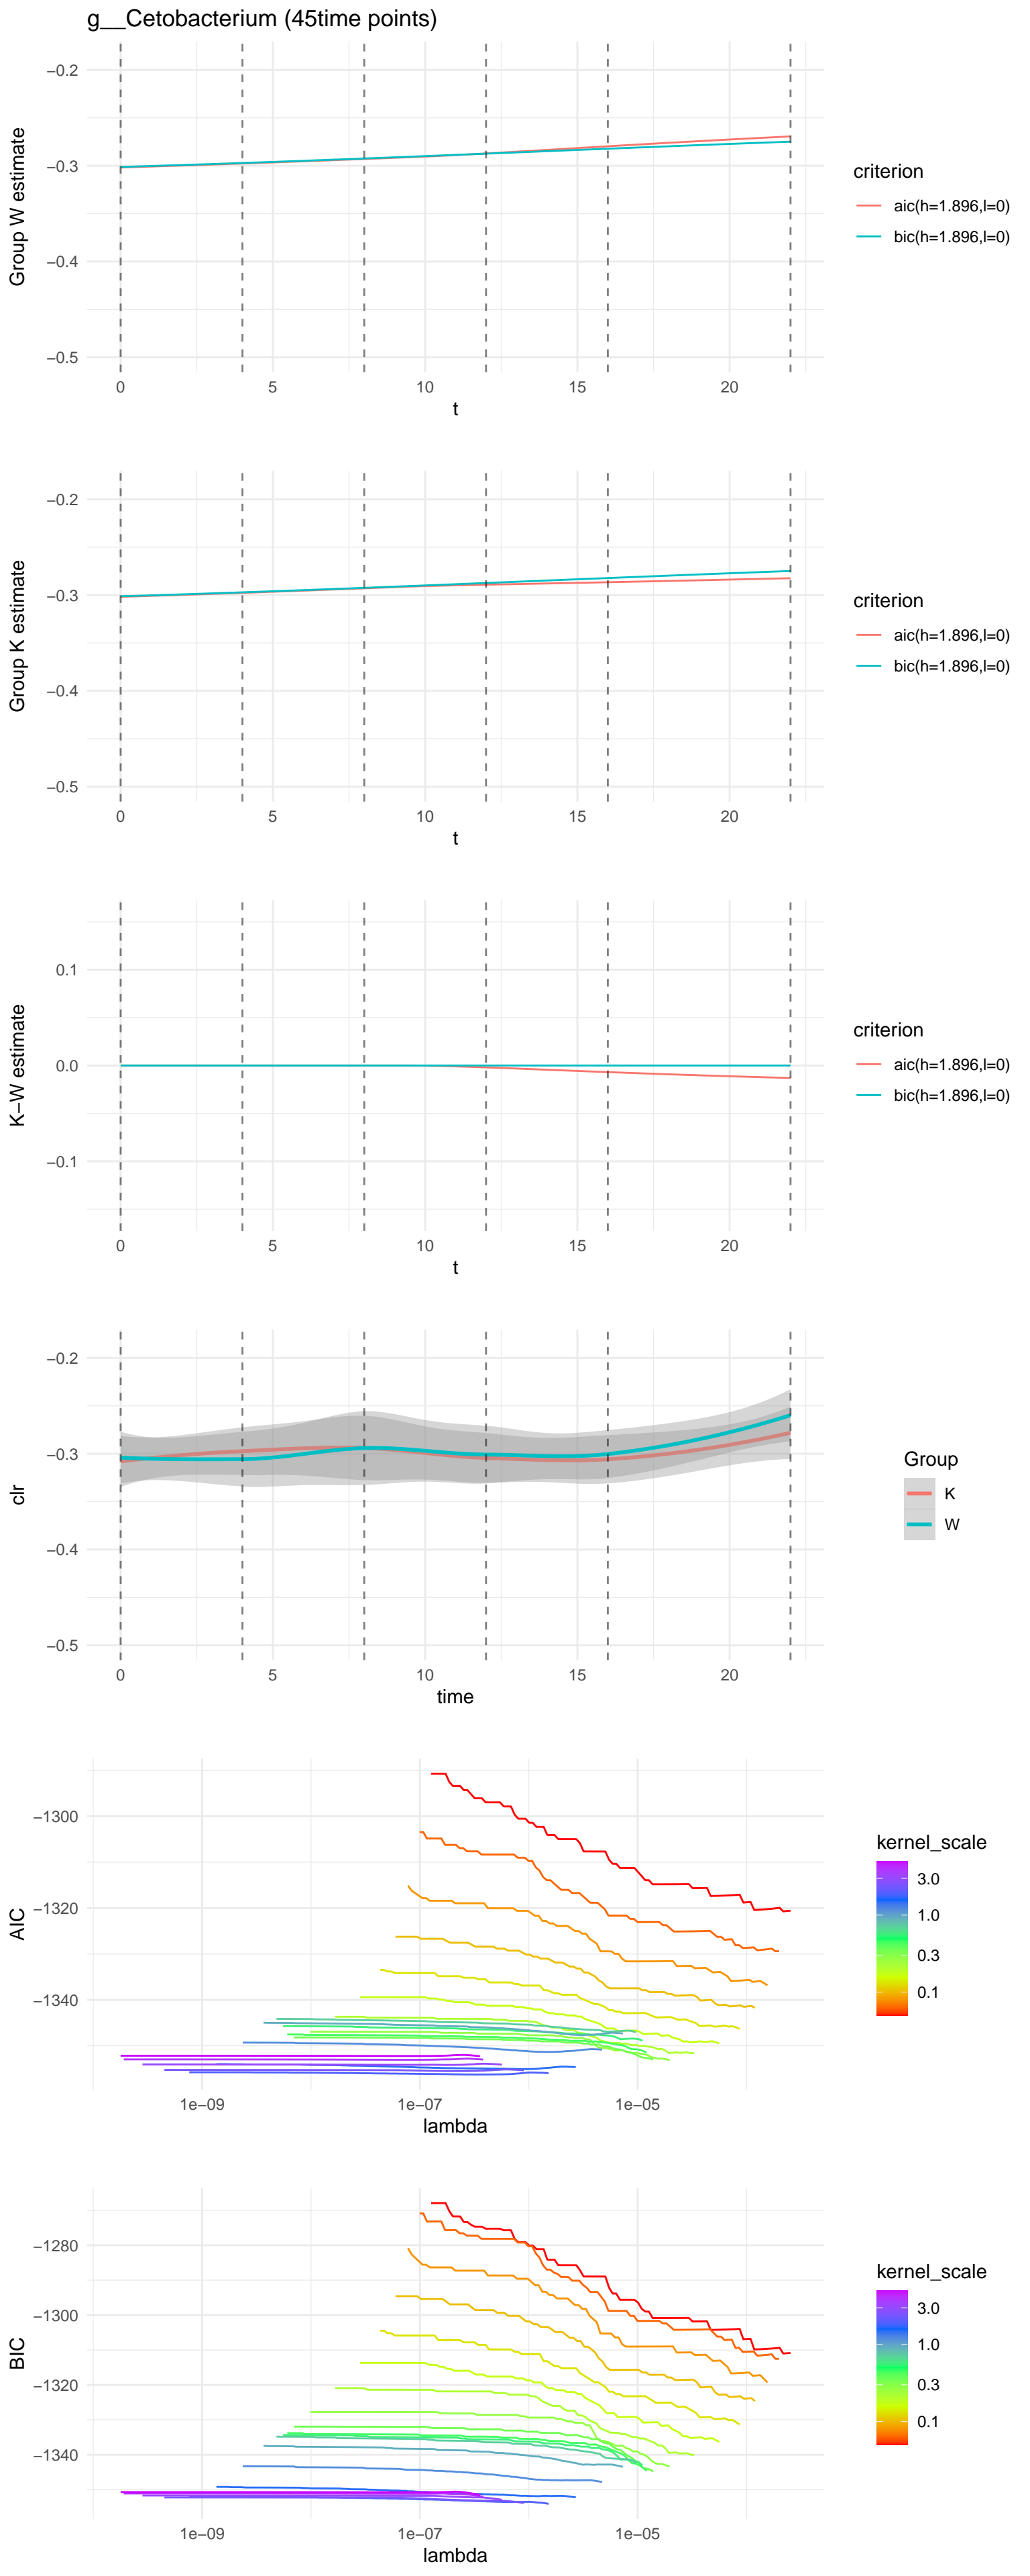 g__Cetobacterium (45time points)
Group W estimate
−0.2
−0.3
−0.4
−0.5
0 5 10 15 20
t
criterion
aic(h=1.896,l=0)
bic(h=1.896,l=0)
Group K estimate
−0.2
−0.3
−0.4
−0.5
0 5 10 15 20
t
criterion
aic(h=1.896,l=0)
bic(h=1.896,l=0)
K−W estimate
0.1
0.0
−0.1
0 5 10 15 20
t
criterion
aic(h=1.896,l=0)
bic(h=1.896,l=0)
clr
−0.2
−0.3
−0.4
−0.5
0 5 10 15 20
time
Group
K
W
AIC
−1300
−1320
−1340
1e−09 1e−07 1e−05
lambda
kernel_scale
3.0
1.0
0.3
0.1
BIC
−1280
−1300
−1320
−1340
1e−09 1e−07 1e−05
lambda
kernel_scale
3.0
1.0
0.3
0.1